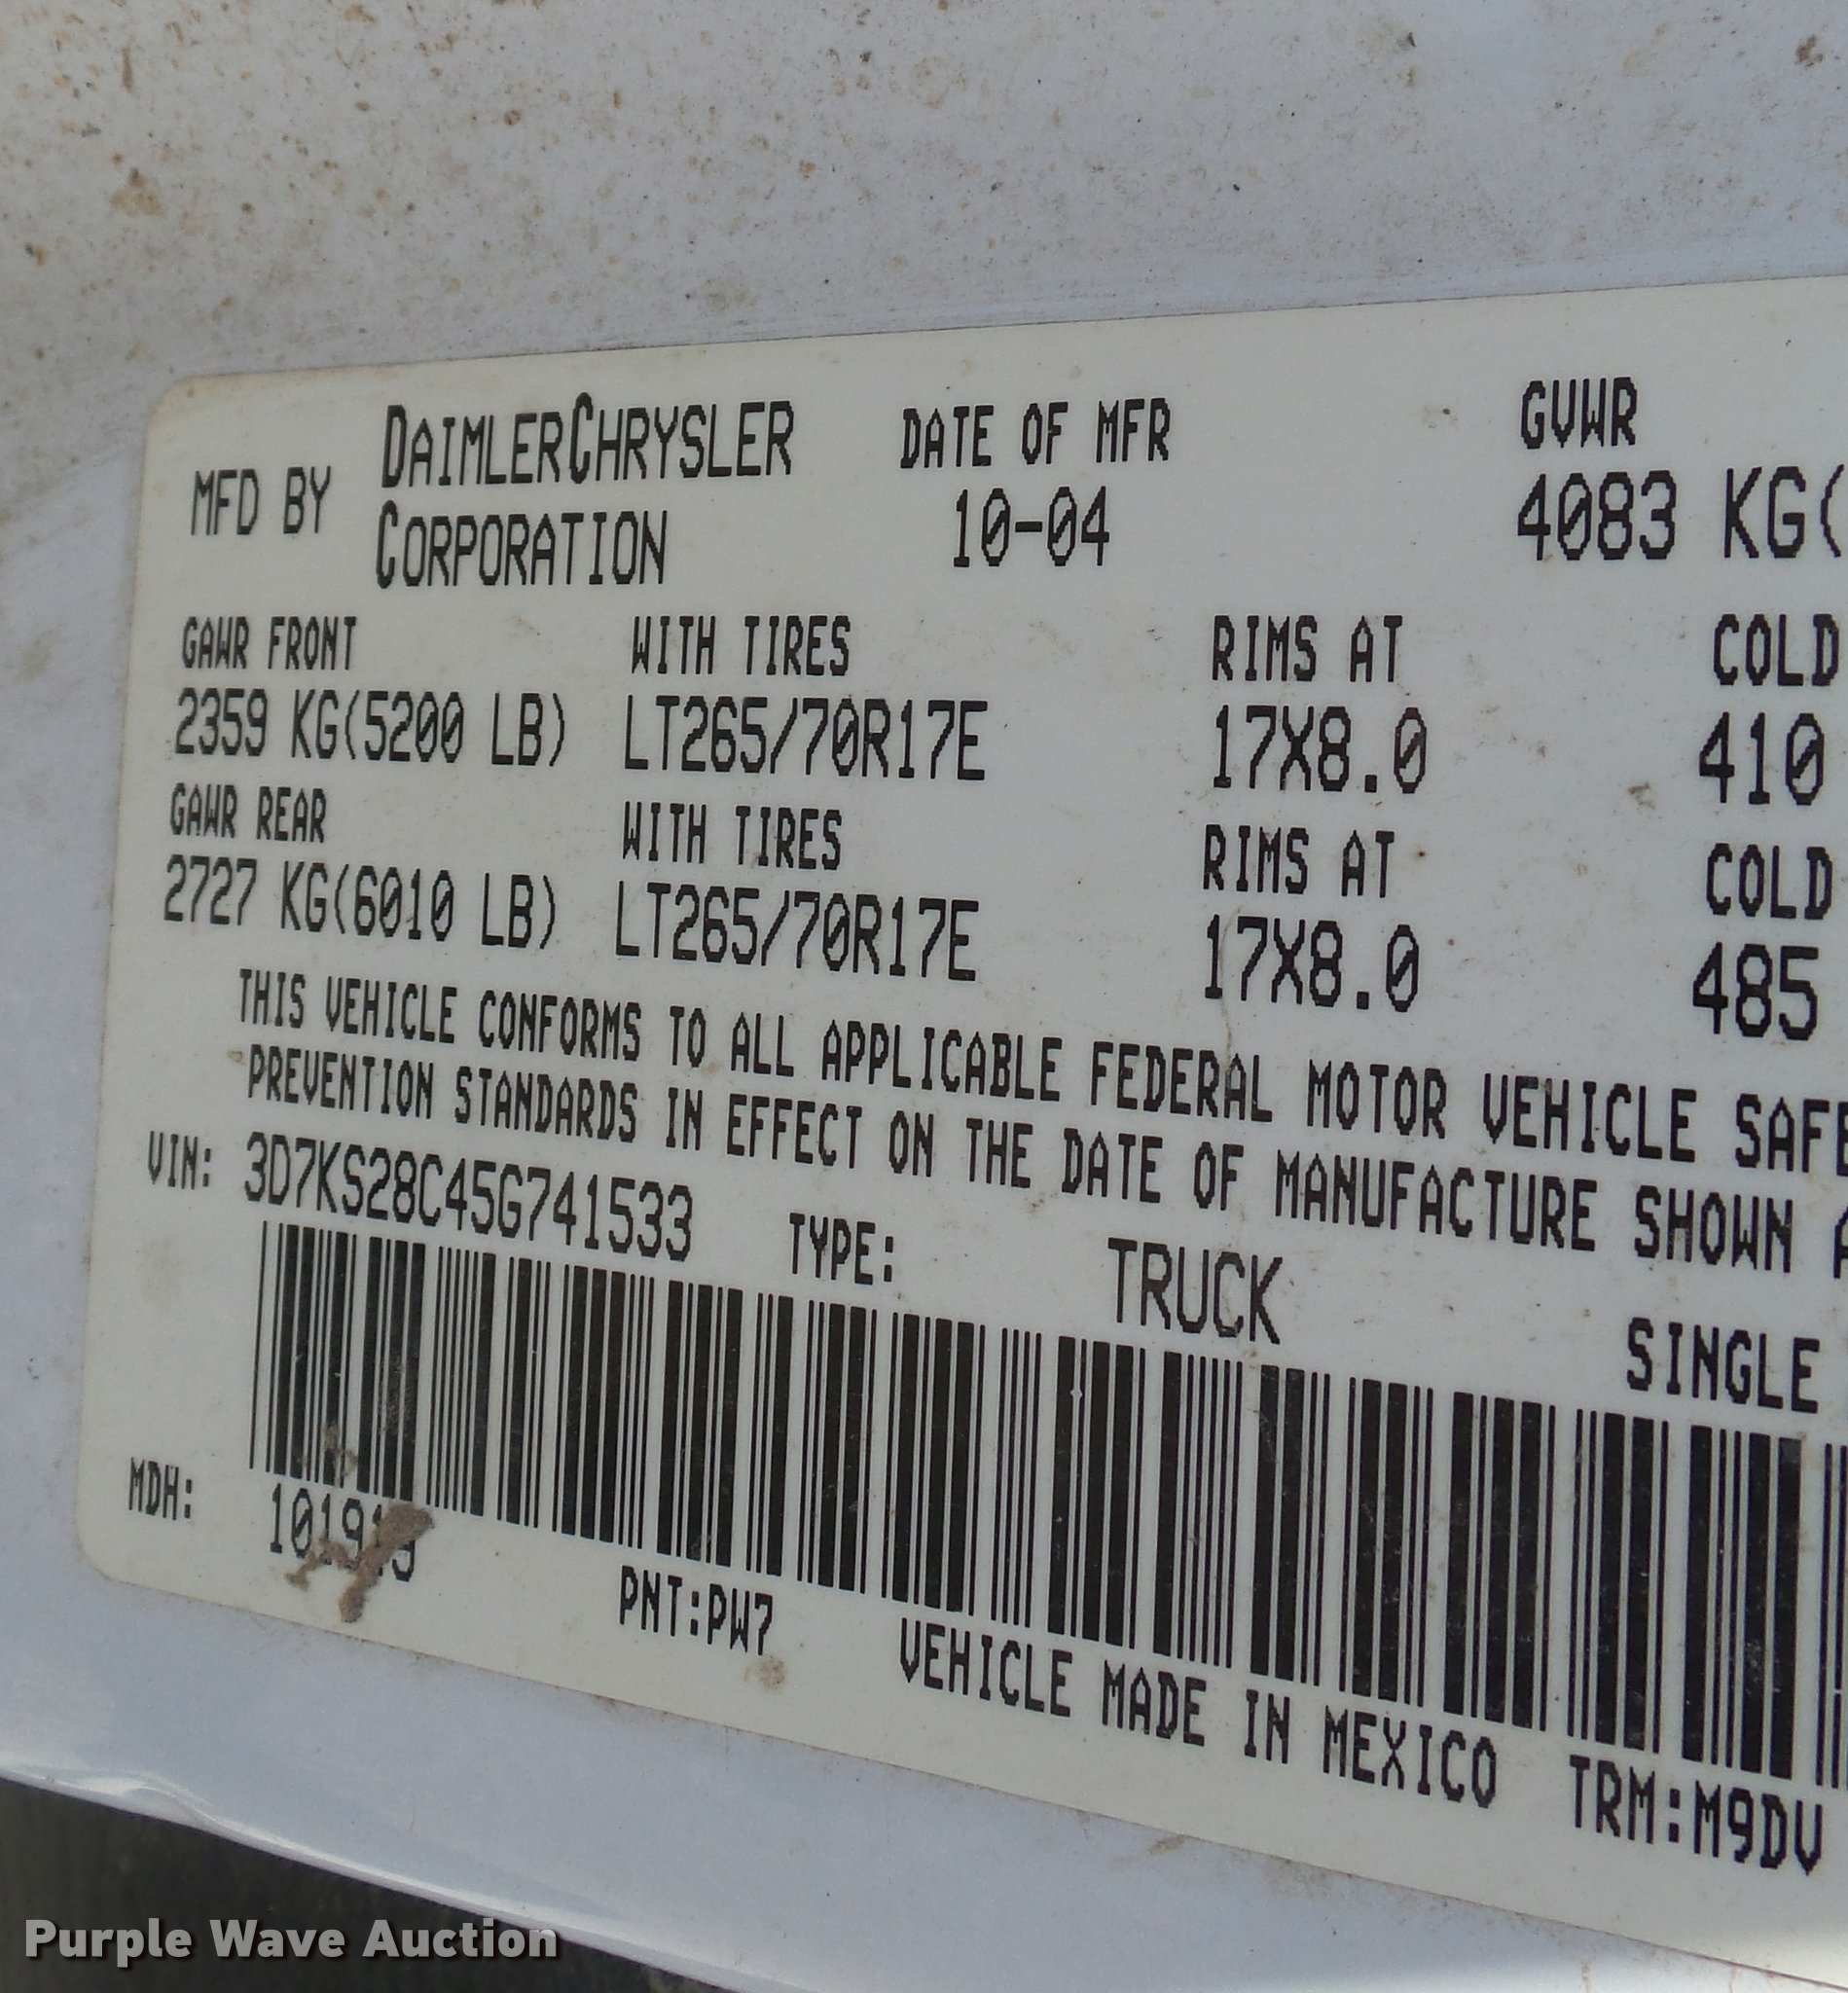 MFD BY DAIMLERCHRYSLER CORPORATION DATE OF MFR 10-04 GVWR
4083 KG(
GAWR FRONT WITH TIRES RIMS AT COLD
2359 KG(5200 LB) LT265/70R17E 17X8.0 410
GAWR REAR WITH TIRES RIMS AT COLD
2727 KG(6010 LB) LT265/70R17E 17X8.0 485
THIS VEHICLE CONFORMS TO ALL APPLICABLE FEDERAL MOTOR VEHICLE SAFE
PREVENTION STANDARDS IN EFFECT ON THE DATE OF MANUFACTURE SHOWN A
VIN: 3D7KS28C45G741533 TYPE: TRUCK SINGLE
MDH:
PNT:PW7 VEHICLE MADE IN MEXICO TRM:M9DV
Purple Wave Auction